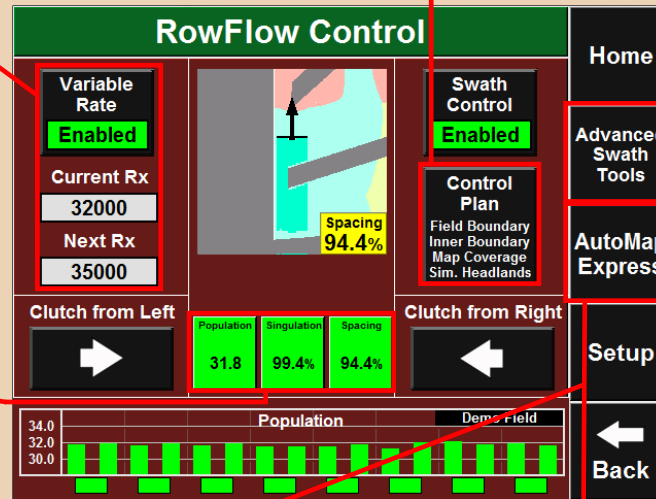 RowFlow Control
Home
Variable
Rate
Enabled
Current Rx
32000
Next Rx
35000
Spacing
94.4%
Swath
Control
Enabled
Control
Plan
Field Boundary
Inner Boundary
Map Coverage
Sim. Headlands
Advanced
Swath
Tools
AutoMap
Express
Clutch from Left
Population
31.8
Singulation
99.4%
Spacing
94.4%
Clutch from Right
Setup
Population
Demo Field
34.0
32.0
30.0
Back